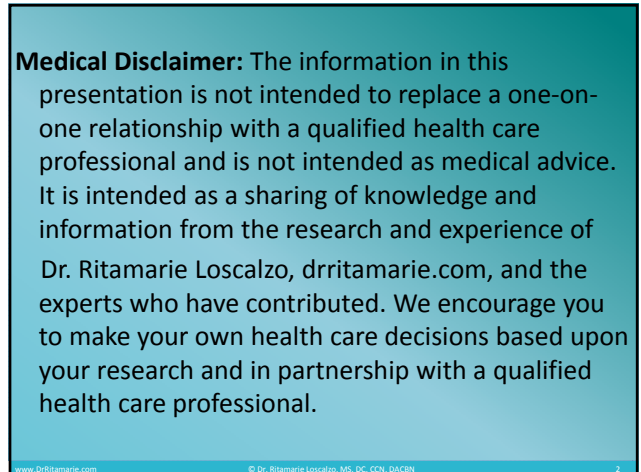 Medical Disclaimer: The information in this
presentation is not intended to replace a one-on-
one relationship with a qualified health care
professional and is not intended as medical advice.
It is intended as a sharing of knowledge and
information from the research and experience of
Dr. Ritamarie Loscalzo, drritamarie.com, and the
experts who have contributed. We encourage you
to make your own health care decisions based upon
your research and in partnership with a qualified
health care professional.
www.DrRitamarie.com © Dr. Ritamarie Loscalzo, MS, DC, CCN, DACBN 2